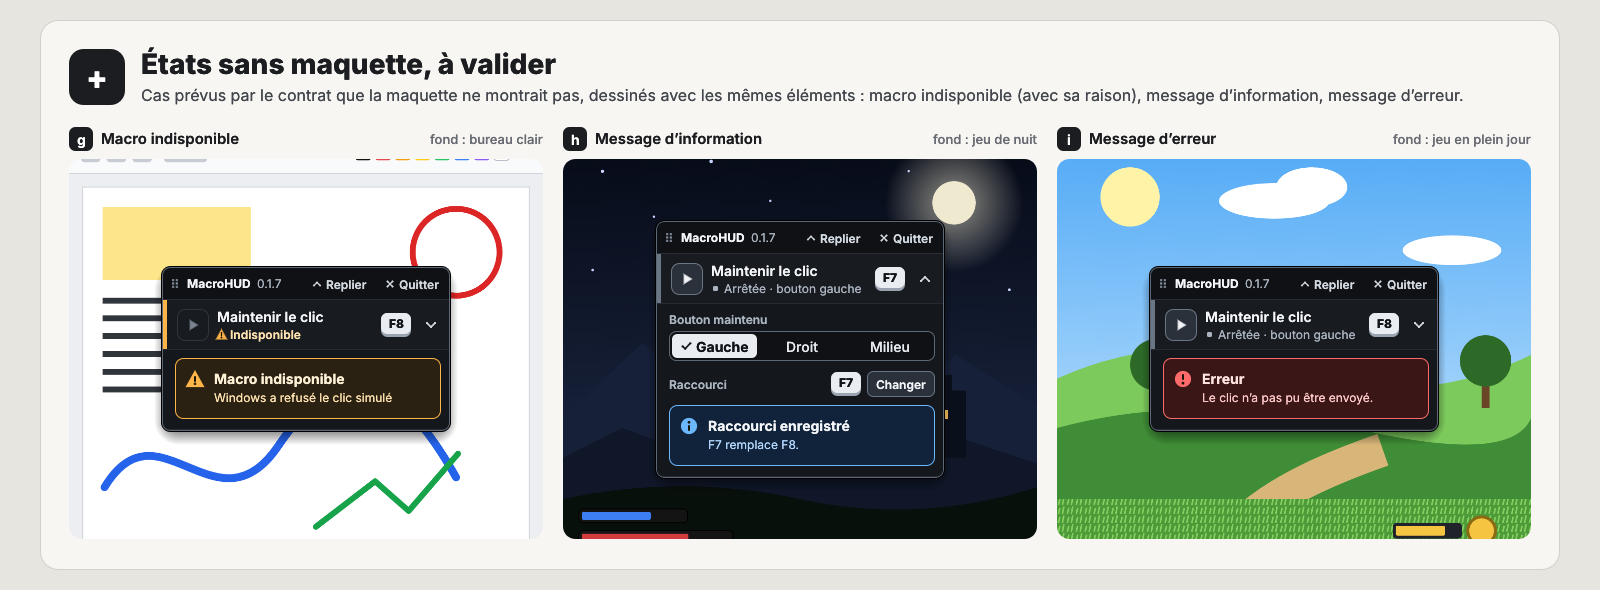 États sans maquette, à valider
Cas prévus par le contrat que la maquette ne montrait pas, dessinés avec les mêmes éléments : macro indisponible (avec sa raison), message d’information, message d’erreur.
g Macro indisponible fond : bureau clair
MacroHUD 0.1.7 Replier Quitter
Maintenir le clic F8
Indisponible
Macro indisponible
Windows a refusé le clic simulé
h Message d’information fond : jeu de nuit
MacroHUD 0.1.7 Replier Quitter
Maintenir le clic F7
Arrêtée · bouton gauche
Bouton maintenu
Gauche Droit Milieu
Raccourci F7 Changer
Raccourci enregistré
F7 remplace F8.
i Message d’erreur fond : jeu en plein jour
MacroHUD 0.1.7 Replier Quitter
Maintenir le clic F8
Arrêtée · bouton gauche
Erreur
Le clic n’a pas pu être envoyé.